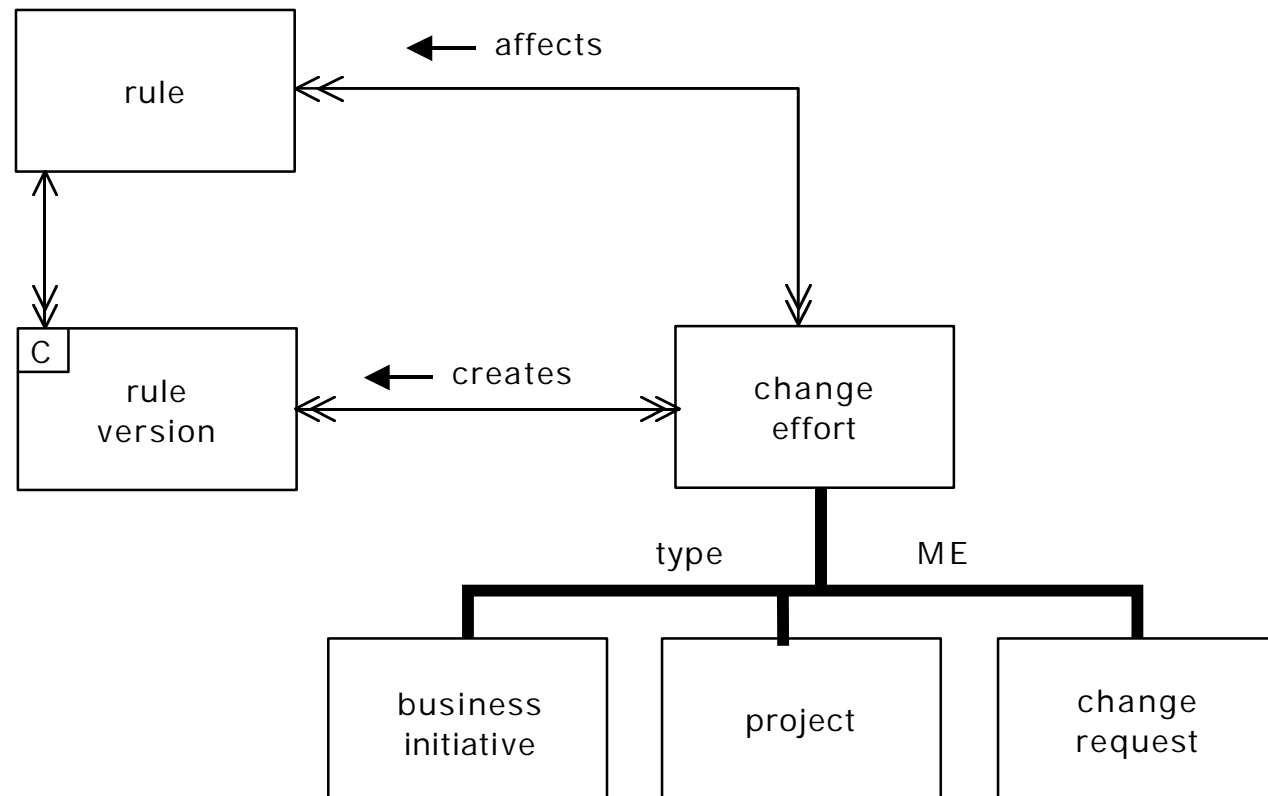 affects
rule
C
rule
version
creates
change
effort
type
ME
business
initiative
project
change
request